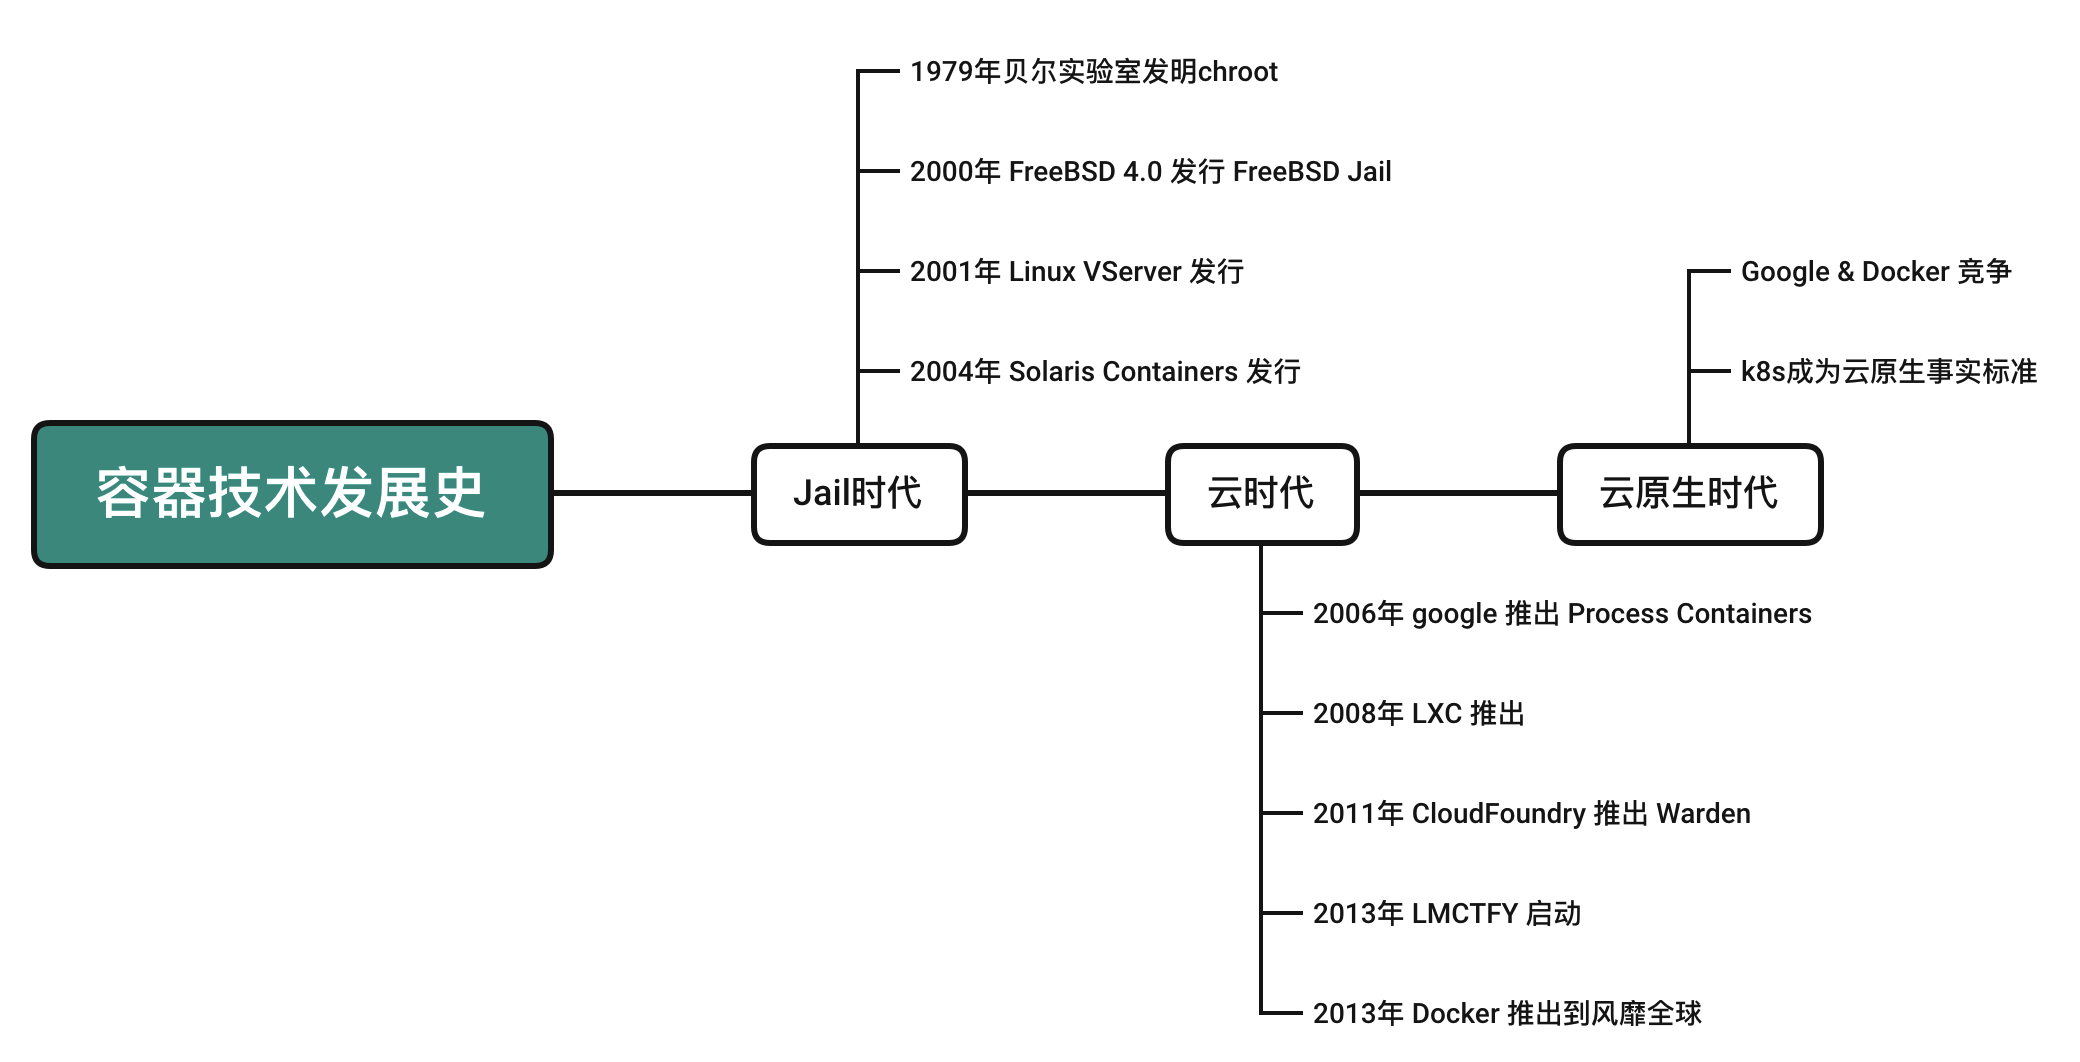 容器技术发展史
Jail时代
1979年贝尔实验室发明chroot
2000年 FreeBSD 4.0 发行 FreeBSD Jail
2001年 Linux VServer 发行
2004年 Solaris Containers 发行
云时代
2006年 google 推出 Process Containers
2008年 LXC 推出
2011年 CloudFoundry 推出 Warden
2013年 LMCTFY 启动
2013年 Docker 推出到风靡全球
云原生时代
Google & Docker 竞争
k8s成为云原生事实标准